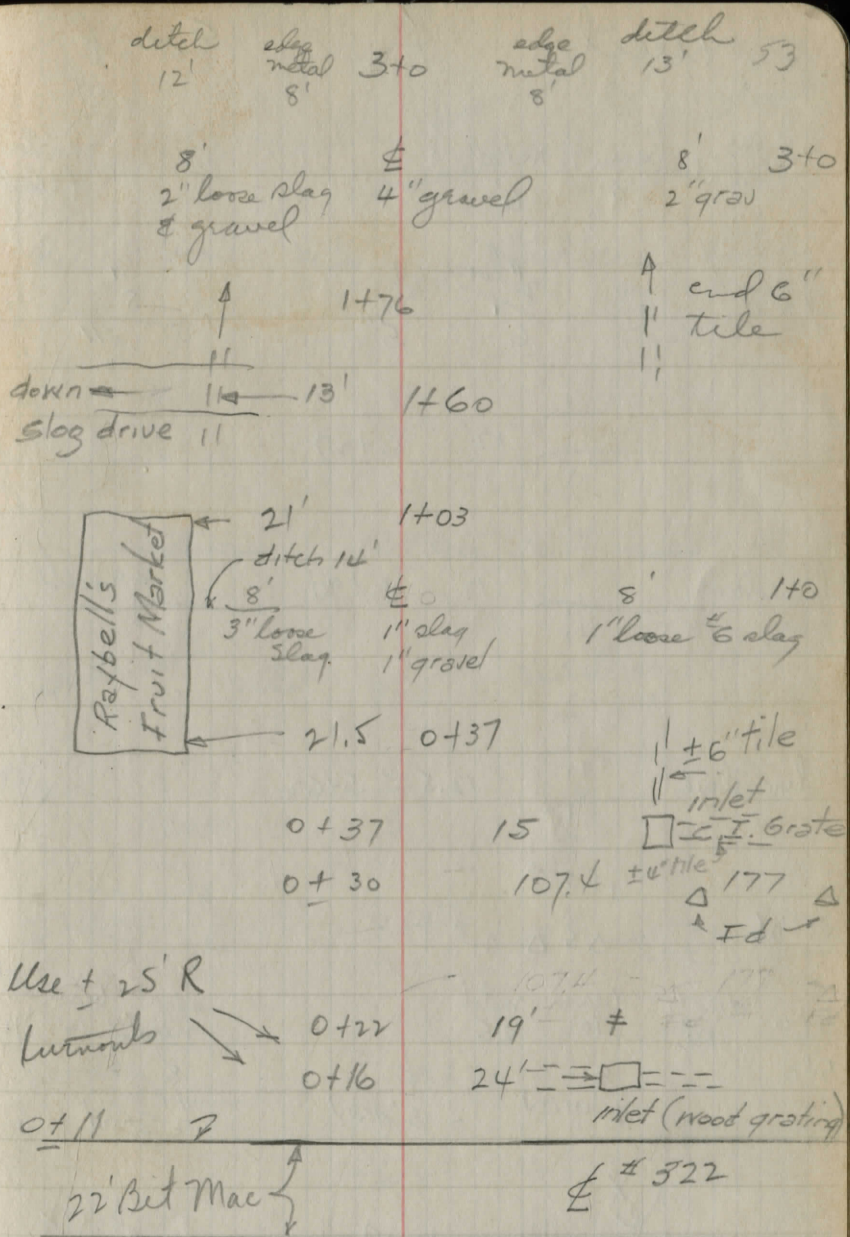 ditch edge edge ditch 53
12' metal 3+0 metal 13'
8' 8'
8' ℄ 8' 3+0
2" loose slag 4" gravel 2" grav
& gravel
1+76 end 6"
tile
down 13' 1+60
Slag drive
21' 1+03
ditch 14'
8' ℄ 8' 1+0
3" loose 1" slag 1" loose #6 slag
Slag. 1" gravel
Raybell's
Fruit Market
21.5 0+37 ±6" tile
inlet
0+37 15 C.I. Grate
±4" tile
0+30 107.4 177
Id
Use ± 25' R
turnouts
0+22 19'
0+16 24'
inlet (wood grating)
0+11
22' Bit Mac ℄ #322